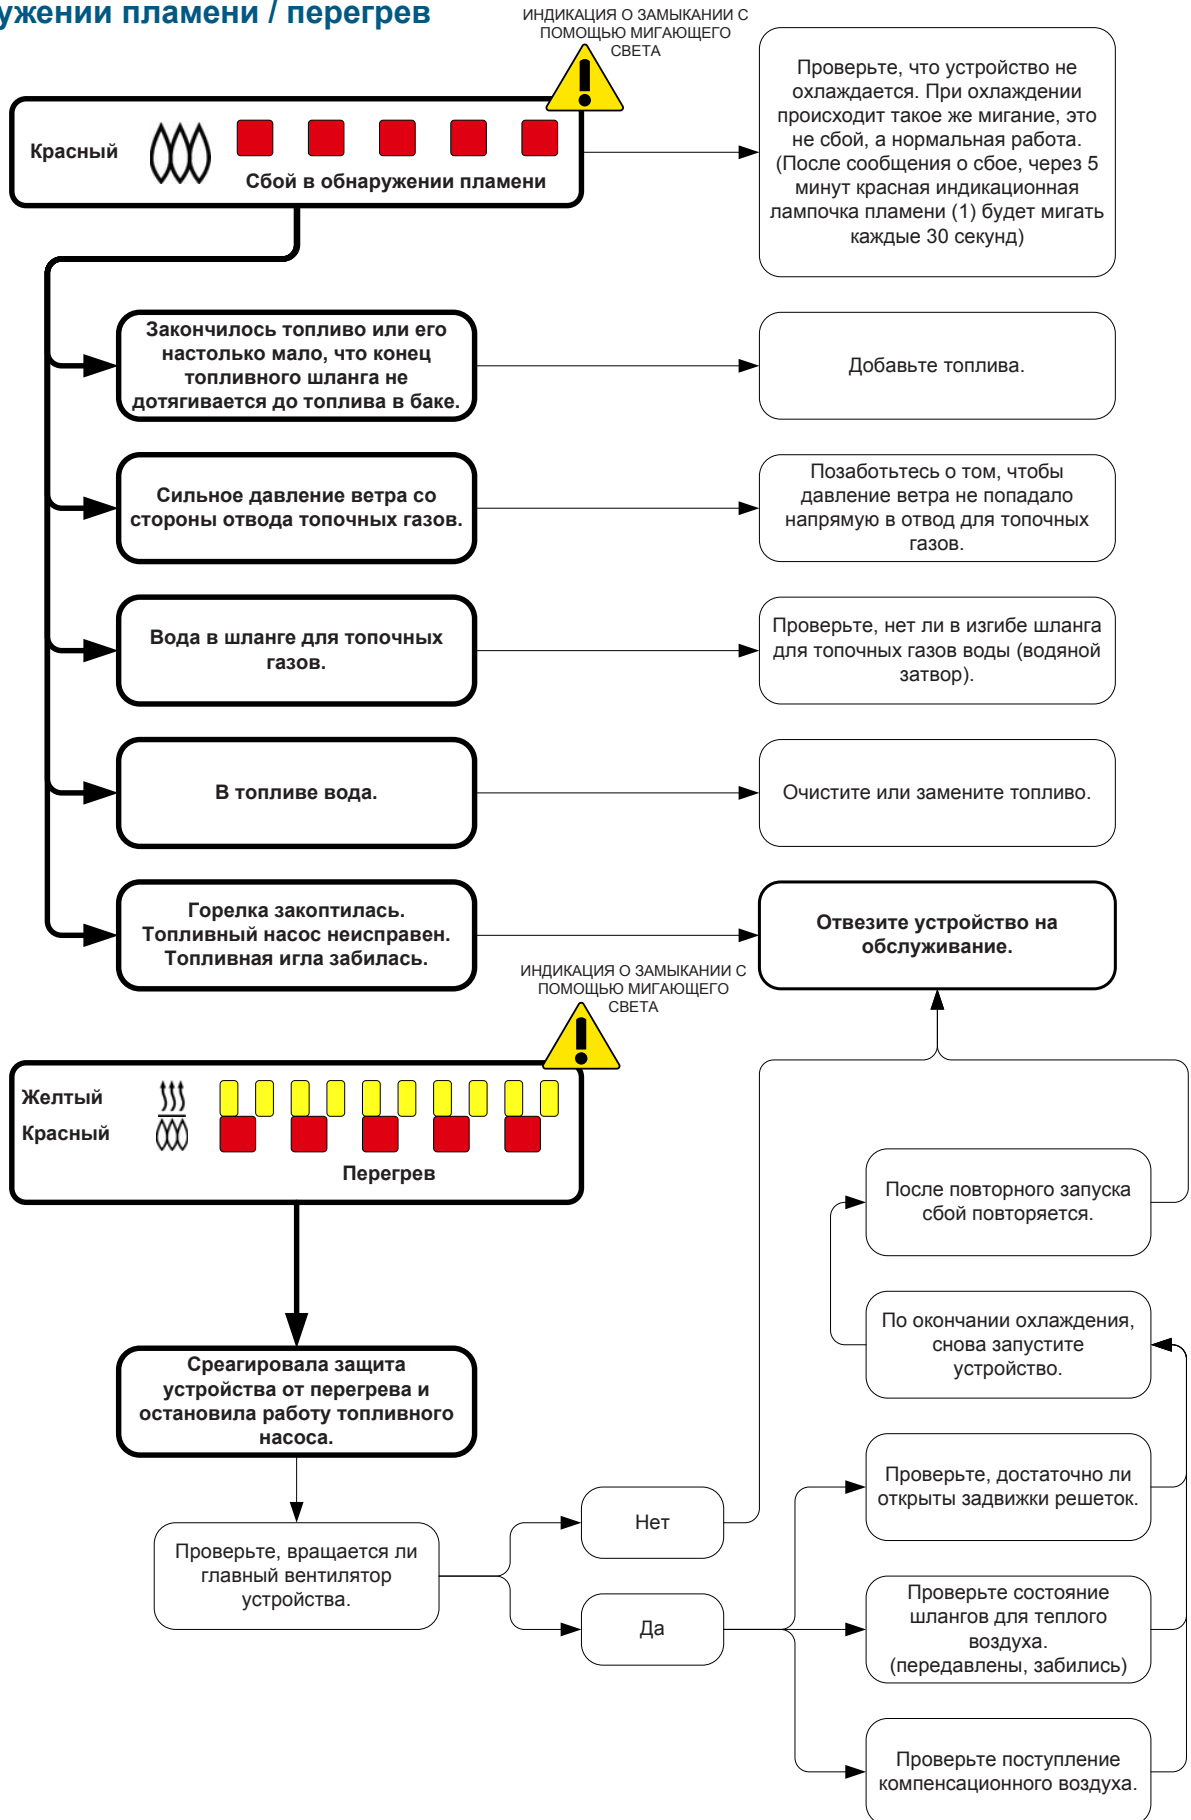 ужении пламени / перегрев
ИНДИКАЦИЯ О ЗАМЫКАНИИ С
ПОМОЩЬЮ МИГАЮЩЕГО
СВЕТА
Красный
Сбой в обнаружении пламени
Проверьте, что устройство не
охлаждается. При охлаждении
происходит такое же мигание, это
не сбой, а нормальная работа.
(После сообщения о сбое, через 5
минут красная индикационная
лампочка пламени (1) будет мигать
каждые 30 секунд)
Закончилось топливо или его
настолько мало, что конец
топливного шланга не
дотягивается до топлива в баке.
Добавьте топлива.
Сильное давление ветра со
стороны отвода топочных газов.
Позаботьтесь о том, чтобы
давление ветра не попадало
напрямую в отвод для топочных
газов.
Вода в шланге для топочных
газов.
Проверьте, нет ли в изгибе шланга
для топочных газов воды (водяной
затвор).
В топливе вода.
Очистите или замените топливо.
Горелка закоптилась.
Топливный насос неисправен.
Топливная игла забилась.
Отвезите устройство на
обслуживание.
ИНДИКАЦИЯ О ЗАМЫКАНИИ С
ПОМОЩЬЮ МИГАЮЩЕГО
СВЕТА
Желтый
Красный
Перегрев
После повторного запуска
сбой повторяется.
По окончании охлаждения,
снова запустите
устройство.
Среагировала защита
устройства от перегрева и
остановила работу топливного
насоса.
Проверьте, достаточно ли
открыты задвижки решеток.
Нет
Проверьте, вращается ли
главный вентилятор
устройства.
Да
Проверьте состояние
шлангов для теплого
воздуха.
(передавлены, забились)
Проверьте поступление
компенсационного воздуха.